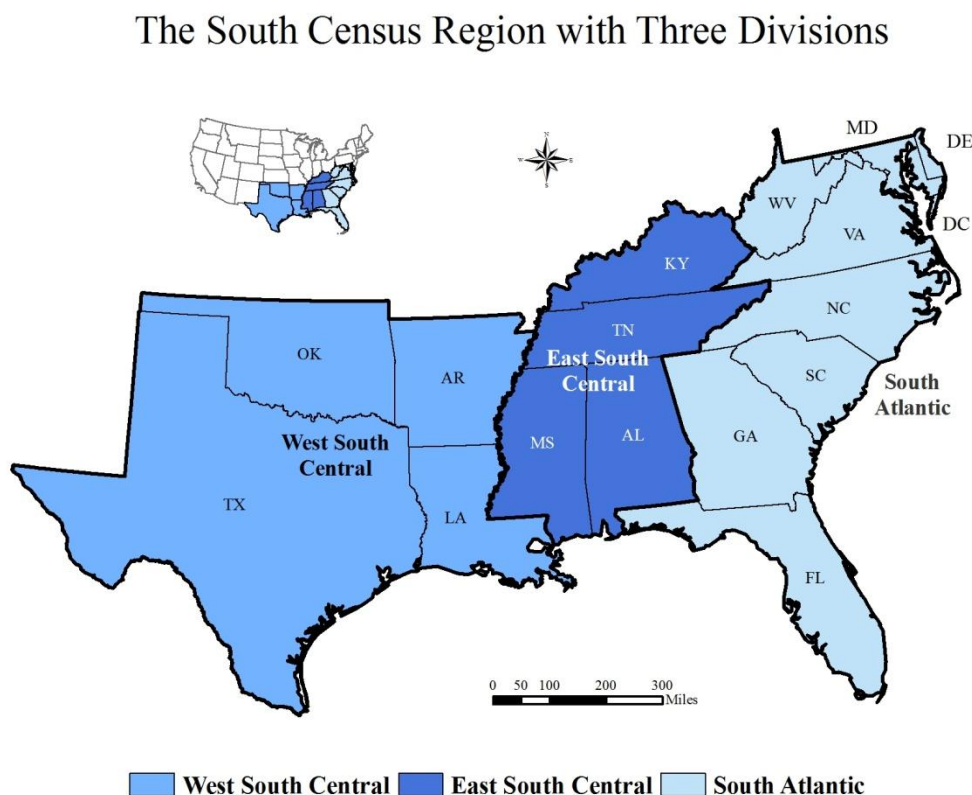 The South Census Region with Three Divisions
N
W
E
S
MD
DE
WV
DC
VA
KY
NC
TN
OK
East South
Central
AR
SC
South
Atlantic
West South
Central
MS
AL
GA
TX
LA
FL
0 50 100 200 300
Miles
West South Central
East South Central
South Atlantic